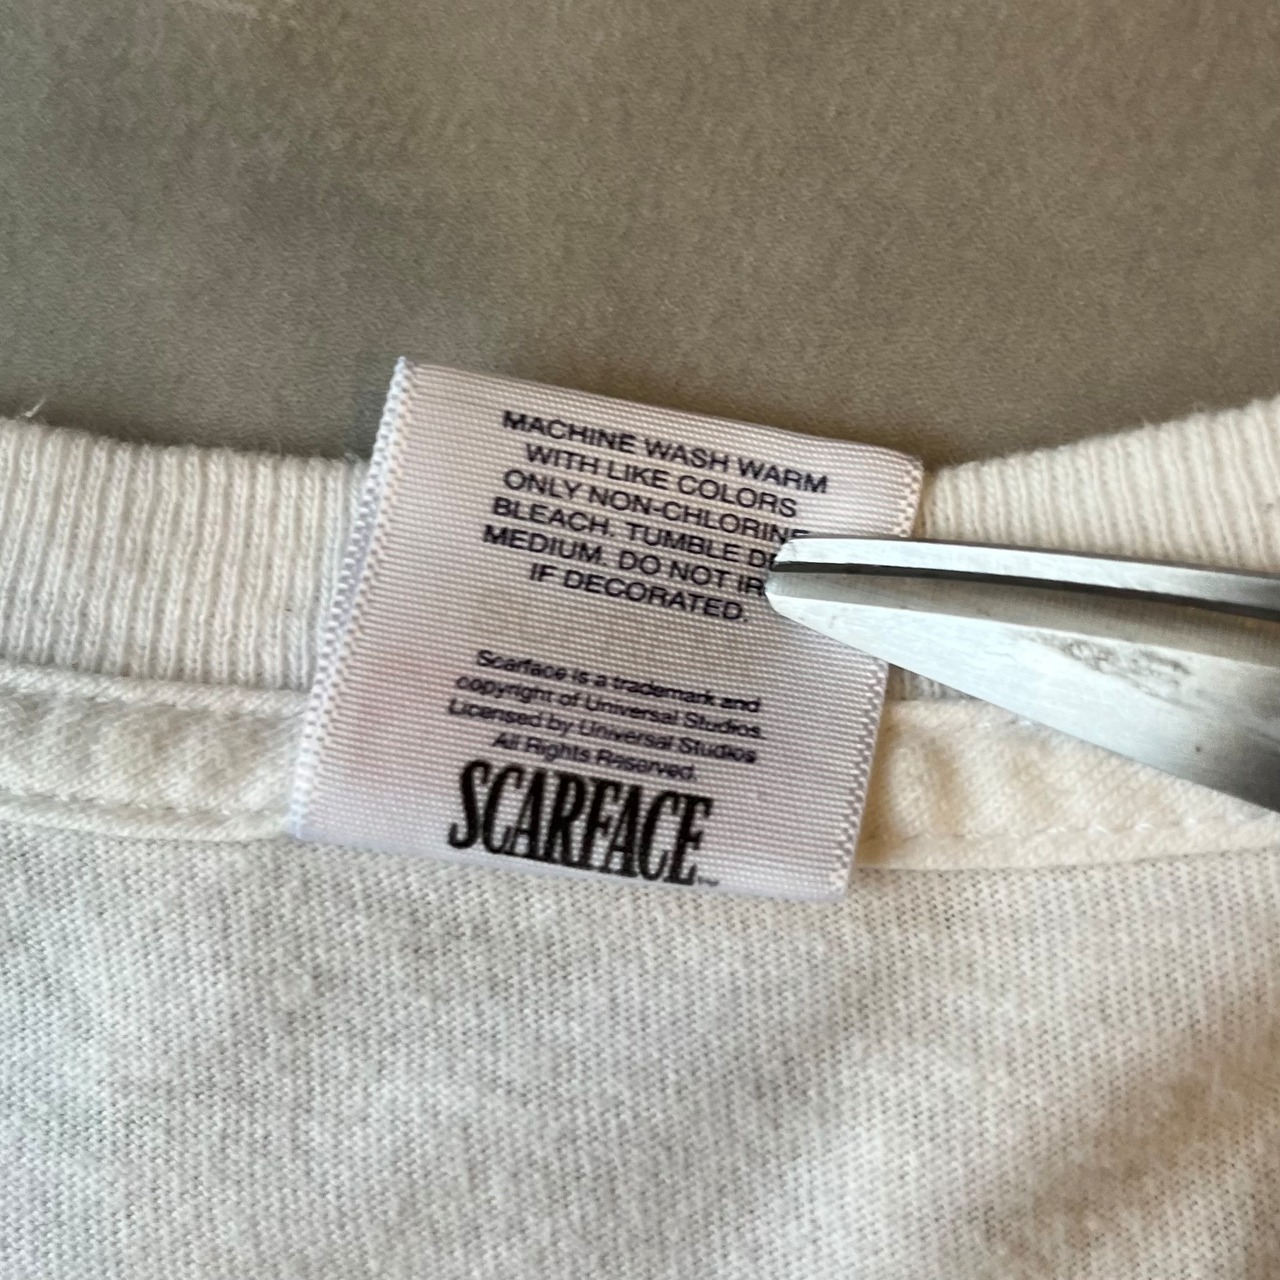 MACHINE WASH WARM
WITH LIKE COLORS
ONLY NON-CHLORINE
BLEACH. TUMBLE
MEDIUM. DO NOT
IF DECORATED.
Scarface is a trademark and
copyright of Universal Studios.
Licensed by Universal Studios
All Rights Reserved.
SCARFACE